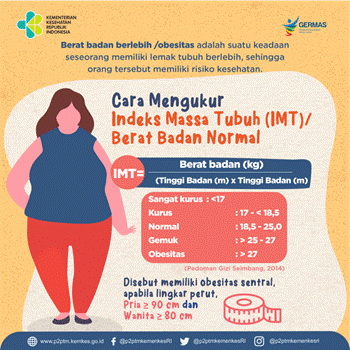 KEMENTERIAN
KESEHATAN
REPUBLIK
INDONESIA
GERMAS
Berat badan berlebih /obesitas adalah suatu keadaan
seseorang memiliki lemak tubuh berlebih, sehingga
orang tersebut memiliki risiko kesehatan.
Cara Mengukur
Indeks Massa Tubuh (IMT)/
Berat Badan Normal
IMT=
Berat badan (kg)
(Tinggi Badan (m) x Tinggi Badan (m)
Sangat kurus : <17
Kurus : 17 - < 18,5
Normal : 18,5 - 25,0
Gemuk : > 25 - 27
Obesitas : > 27
(Pedoman Gizi Seimbang, 2014)
Disebut memiliki obesitas sentral,
apabila lingkar perut,
Pria ≥ 90 cm dan
Wanita ≥ 80 cm
www.p2ptm.kemkes.go.id
@p2ptmkemenkesRI
@p2ptmkemenkesRI
@p2ptmkemenkesri